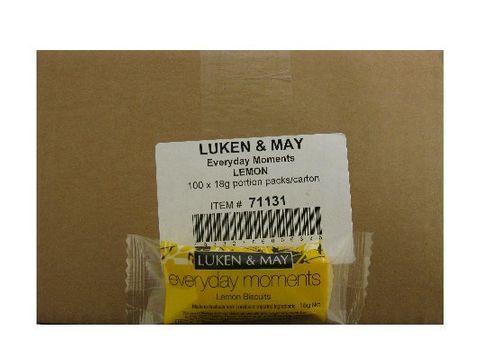 LUKEN & MAY
Everyday Moments
LEMON
100 x 18g portion packs/carton
ITEM # 71131
LUKEN & MAY
everyday moments
Lemon Biscuits
18g Net